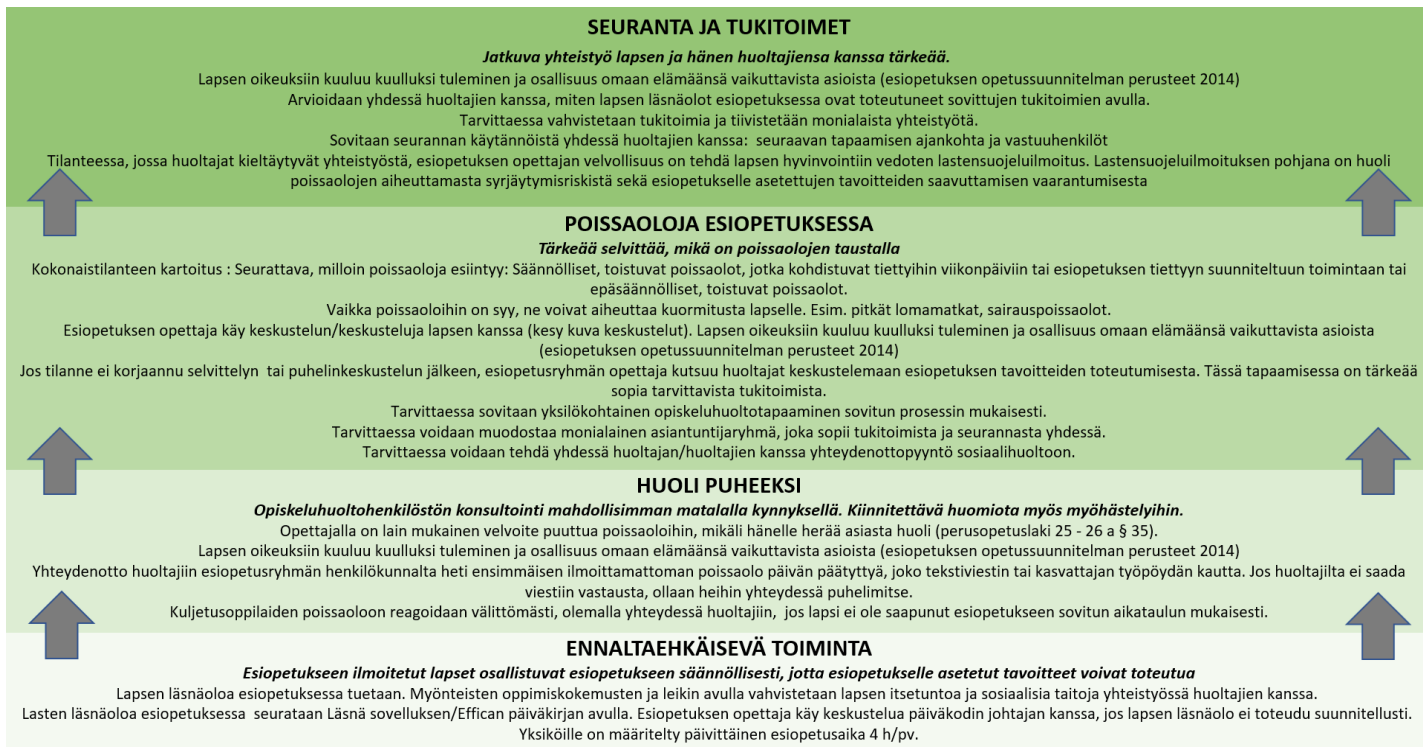 SEURANTA JA TUKITOIMET
Jatkuva yhteistyö lapsen ja hänen huoltajiensa kanssa tärkeää.
Lapsen oikeuksiin kuuluu kuulluksi tuleminen ja osallisuus omaan elämäänsä vaikuttavista asioista (esiopetuksen opetussuunnitelman perusteet 2014)
Arvioidaan yhdessä huoltajien kanssa, miten lapsen läsnäolot esiopetuksessa ovat toteutuneet sovittujen tukitoimien avulla.
Tarvittaessa vahvistetaan tukitoimia ja tiivistetään monialaista yhteistyötä.
Sovitaan seurannan käytännöistä yhdessä huoltajien kanssa: seuraavan tapaamisen ajankohta ja vastuuhenkilöt
Tilanteessa, jossa huoltajat kieltäytyvät yhteistyöstä, esiopetuksen opettajan velvollisuus on tehdä lapsen hyvinvointiin vedoten lastensuojeluilmoitus. Lastensuojeluilmoituksen pohjana on huoli
poissaolojen aiheuttamasta syrjäytymisriskistä sekä esiopetukselle asetettujen tavoitteiden saavuttamisen vaarantumisesta
POISSAOLOJA ESIOPETUKSESSA
Tärkeää selvittää, mikä on poissaolojen taustalla
Kokonaistilanteen kartoitus : Seurattava, milloin poissaoloja esiintyy: Säännölliset, toistuvat poissaolot, jotka kohdistuvat tiettyihin viikonpäiviin tai esiopetuksen tiettyyn suunniteltuun toimintaan tai
epäsäännölliset, toistuvat poissaolot.
Vaikka poissaoloihin on syy, ne voivat aiheuttaa kuormitusta lapselle. Esim. pitkät lomamatkat, sairauspoissaolot.
Esiopetuksen opettaja käy keskustelun/keskusteluja lapsen kanssa (kesy kuva keskustelut). Lapsen oikeuksiin kuuluu kuulluksi tuleminen ja osallisuus omaan elämäänsä vaikuttavista asioista
(esiopetuksen opetussuunnitelman perusteet 2014)
Jos tilanne ei korjaannu selvittelyn tai puhelinkeskustelun jälkeen, esiopetusryhmän opettaja kutsuu huoltajat keskustelemaan esiopetuksen tavoitteiden toteutumisesta. Tässä tapaamisessa on tärkeää
sopia tarvittavista tukitoimista.
Tarvittaessa sovitaan yksilökohtainen opiskeluhuoltotapaaminen sovitun prosessin mukaisesti.
Tarvittaessa voidaan muodostaa monialainen asiantuntijaryhmä, joka sopii tukitoimista ja seurannasta yhdessä.
Tarvittaessa voidaan tehdä yhdessä huoltajan/huoltajien kanssa yhteydenottopyyntö sosiaalihuoltoon.
HUOLI PUHEEKSI
Opiskeluhuoltohenkilöstön konsultointi mahdollisimman matalalla kynnyksellä. Kiinnitettävä huomiota myös myöhästelyihin.
Opettajalla on lain mukainen velvoite puuttua poissaoloihin, mikäli hänelle herää asiasta huoli (perusopetuslaki 25 - 26 a § 35).
Lapsen oikeuksiin kuuluu kuulluksi tuleminen ja osallisuus omaan elämäänsä vaikuttavista asioista (esiopetuksen opetussuunnitelman perusteet 2014)
Yhteydenotto huoltajiin esiopetusryhmän henkilökunnalta heti ensimmäisen ilmoittamattoman poissaolo päivän päätyttyä, joko tekstiviestin tai kasvattajan työpöydän kautta. Jos huoltajilta ei saada
viestiin vastausta, ollaan heihin yhteydessä puhelimitse.
Kuljetusoppilaiden poissaoloon reagoidaan välittömästi, olemalla yhteydessä huoltajiin, jos lapsi ei ole saapunut esiopetukseen sovitun aikataulun mukaisesti.
ENNALTAEHKÄISEVÄ TOIMINTA
Esiopetukseen ilmoitetut lapset osallistuvat esiopetukseen säännöllisesti, jotta esiopetukselle asetetut tavoitteet voivat toteutua
Lapsen läsnäoloa esiopetuksessa tuetaan. Myönteisten oppimiskokemusten ja leikin avulla vahvistetaan lapsen itsetuntoa ja sosiaalisia taitoja yhteistyössä huoltajien kanssa.
Lasten läsnäoloa esiopetuksessa seurataan Läsnä sovelluksen/Effican päiväkirjan avulla. Esiopetuksen opettaja käy keskustelua päiväkodin johtajan kanssa, jos lapsen läsnäolo ei toteudu suunnitellusti.
Yksiköille on määritelty päivittäinen esiopetusaika 4 h/pv.